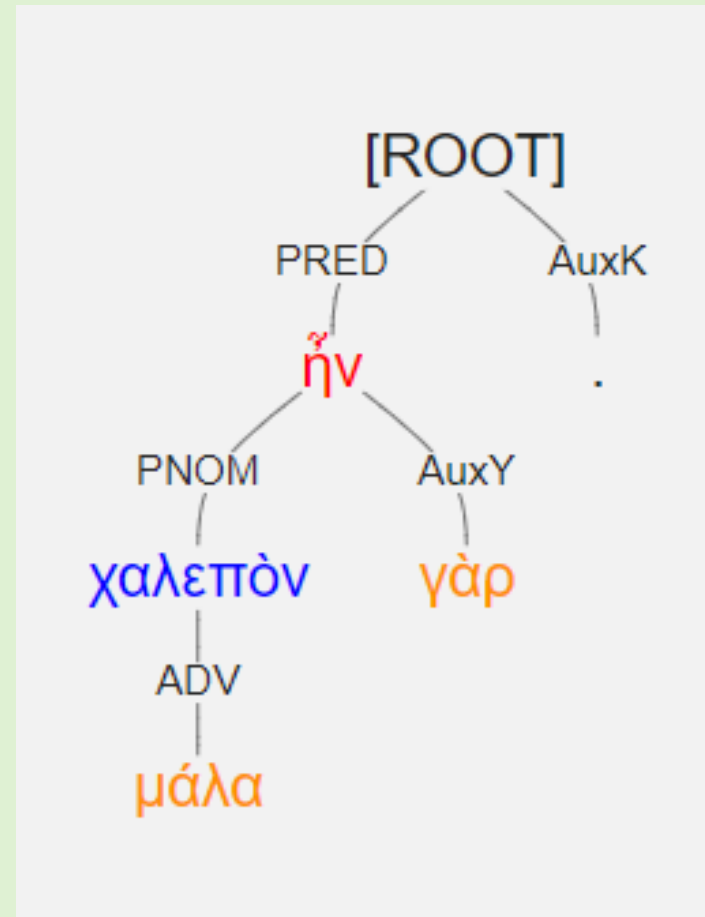 [ROOT]
PRED AuxK
ἦν .
PNOM AuxY
χαλεπὸν γὰρ
ADV
μάλα